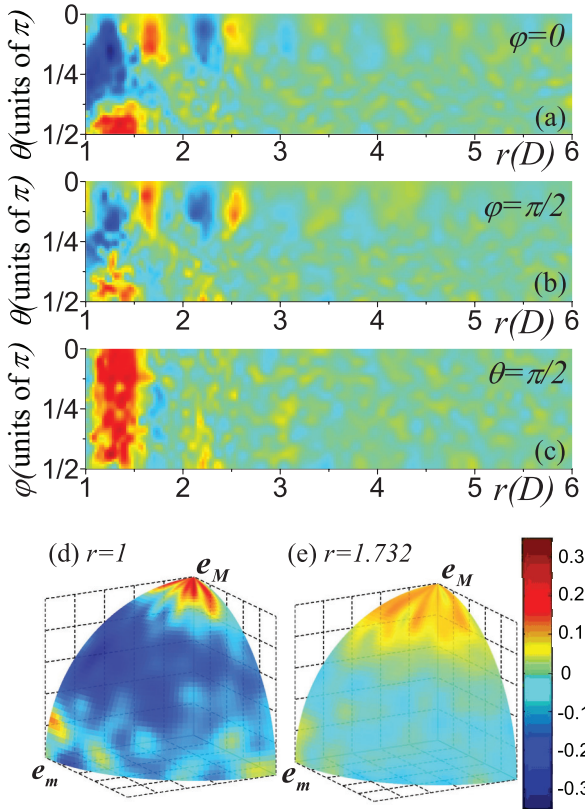 θ(units of π)
0
1/4
1/2
φ=0
(a)
1 2 3 4 5 6
r(D)
θ(units of π)
0
1/4
1/2
φ=π/2
(b)
1 2 3 4 5 6
r(D)
φ(units of π)
0
1/4
1/2
θ=π/2
(c)
1 2 3 4 5 6
r(D)
(d) r=1
e_M
e_m
(e) r=1.732
e_M
e_m
0.3
0.2
0.1
0
-0.1
-0.2
-0.3